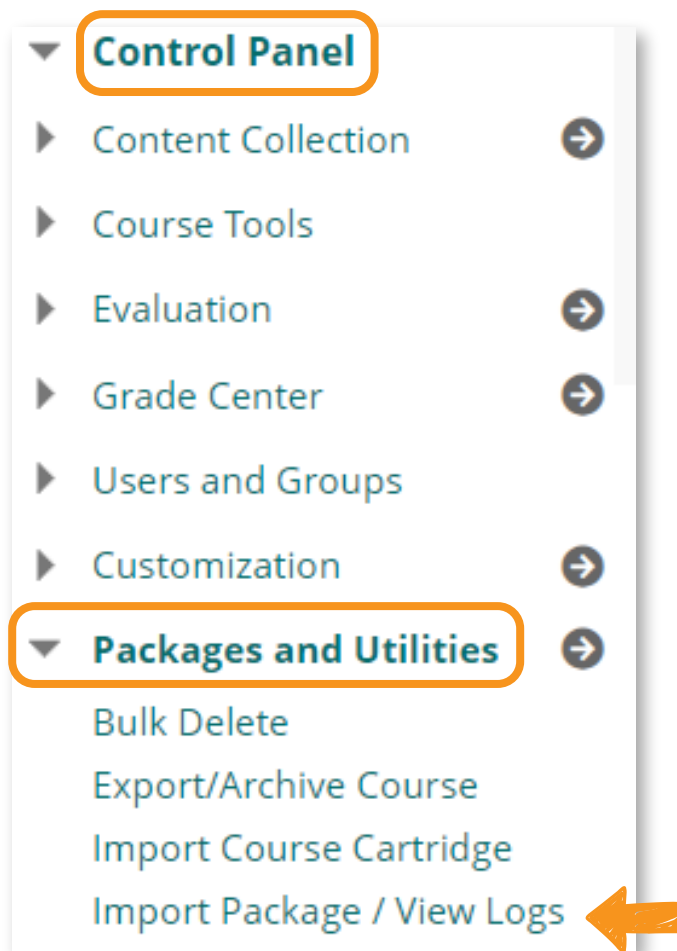 Control Panel
Content Collection
Course Tools
Evaluation
Grade Center
Users and Groups
Customization
Packages and Utilities
Bulk Delete
Export/Archive Course
Import Course Cartridge
Import Package / View Logs